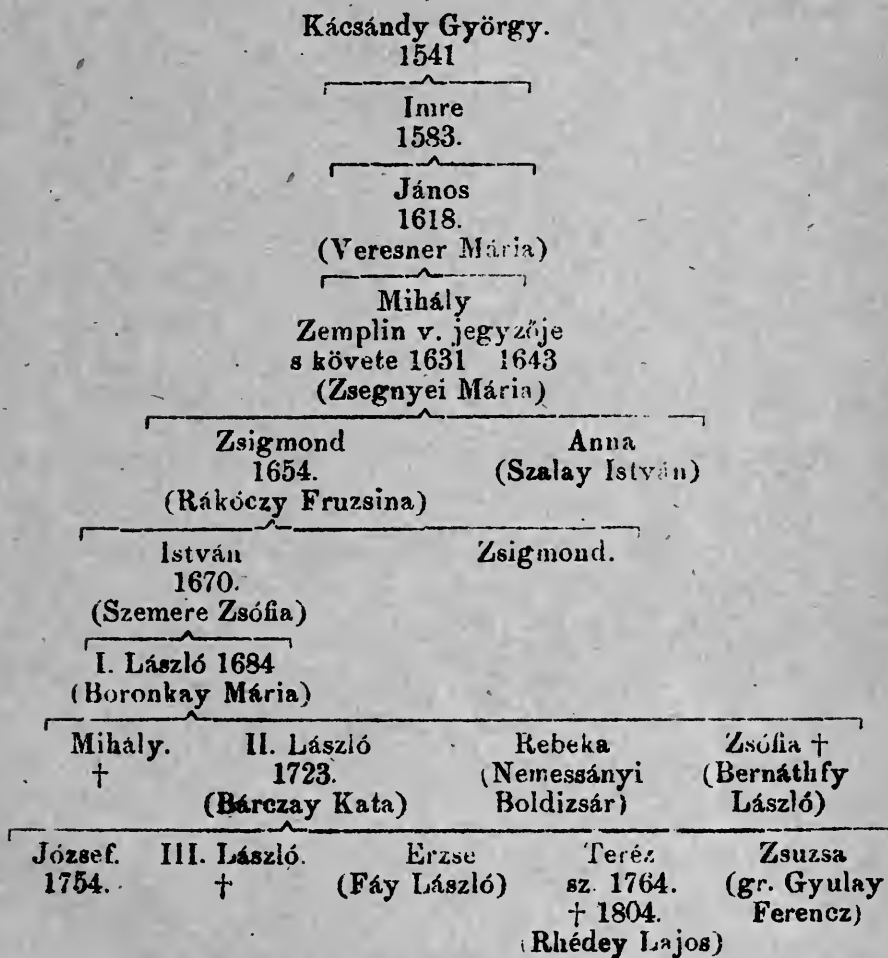 Kácsándy György.
1541
Imre
1583.
János
1618.
(Veresner Mária)
Mihály
Zemplin v. jegyzője
s követe 1631 1643
(Zsegnyei Mária)
Zsigmond Anna
1654. (Szalay István)
(Rákóczy Fruzsina)
István Zsigmond.
1670.
(Szemere Zsófia)
I. László 1684
(Boronkay Mária)
Mihály. II. László Rebeka Zsófia †
† 1723. (Nemessányi (Bernáthfy
(Bárczay Kata) Boldizsár) László)
József. III. László. Erzse Teréz Zsuzsa
1754. † (Fáy László) sz. 1764. (gr. Gyulay
† 1804. Ferencz)
(Rhédey Lajos)